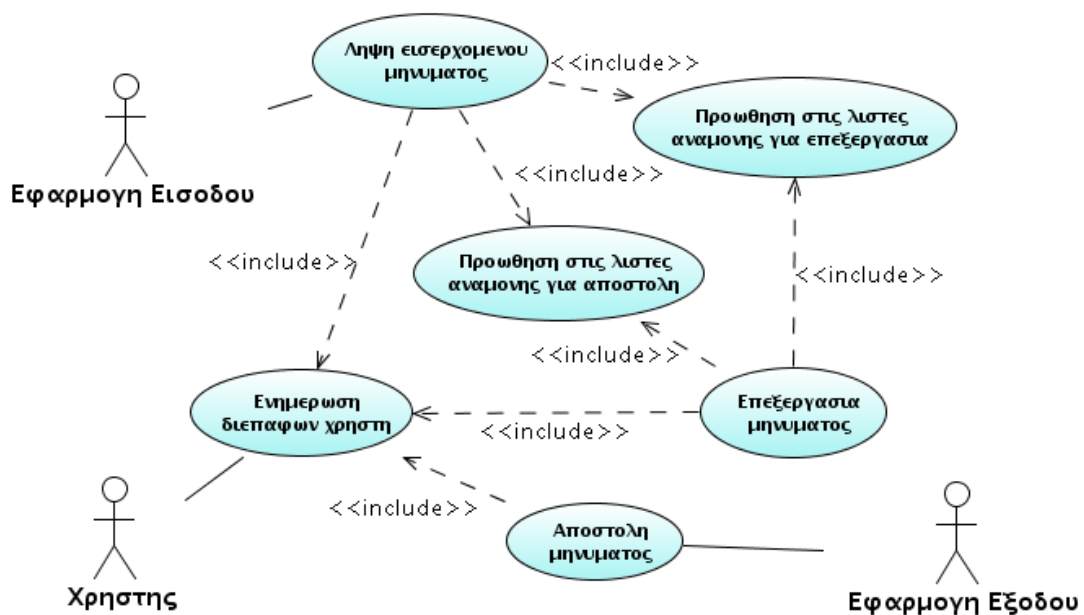 Ληψη εισερχομενου
μηνυματος
<<include>>
Προωθηση στις λιστες
αναμονης για επεξεργασια
Εφαρμογη Εισοδου
<<include>>
<<include>>
Προωθηση στις λιστες
αναμονης για αποστολη
<<include>>
<<include>>
Ενημερωση
διεπαφων χρηστη
Επεξεργασια
μηνυματος
<<include>>
<<include>>
Αποστολη
μηνυματος
Χρηστης
Εφαρμογη Εξοδου